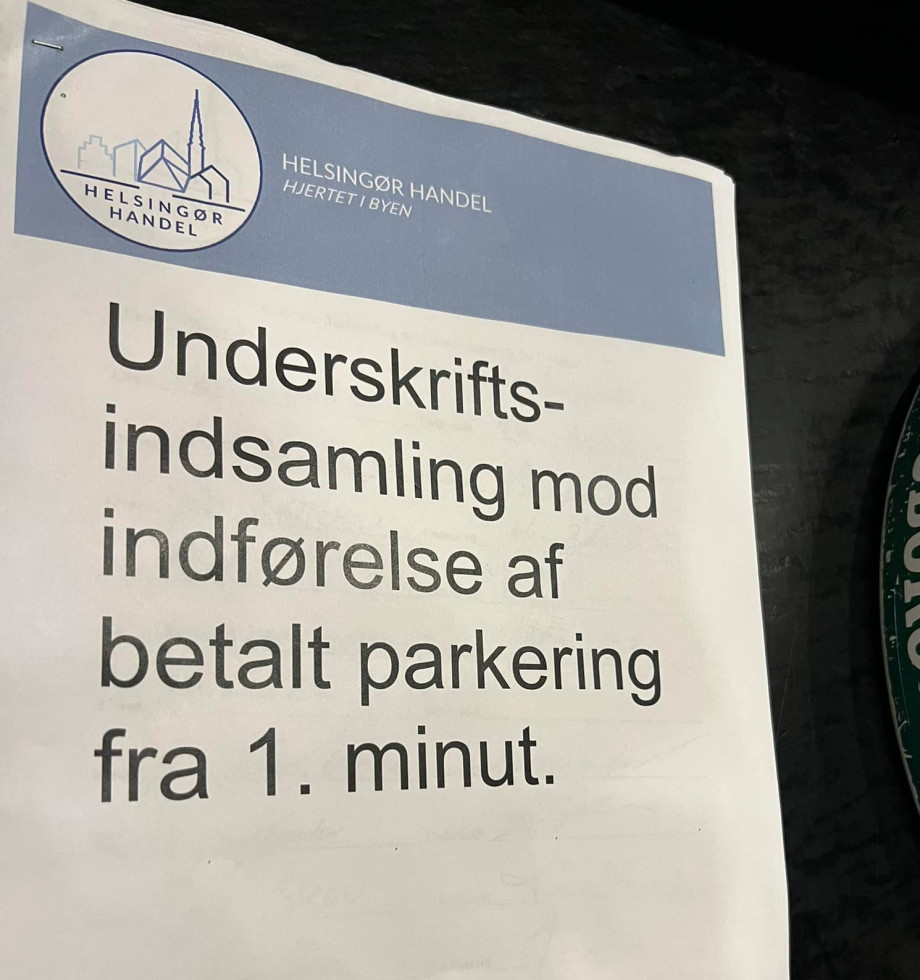 HELSINGØR
HANDEL
HELSINGØR HANDEL
HJERTET I BYEN
Underskrifts-
indsamling mod
indførelse af
betalt parkering
fra 1. minut.